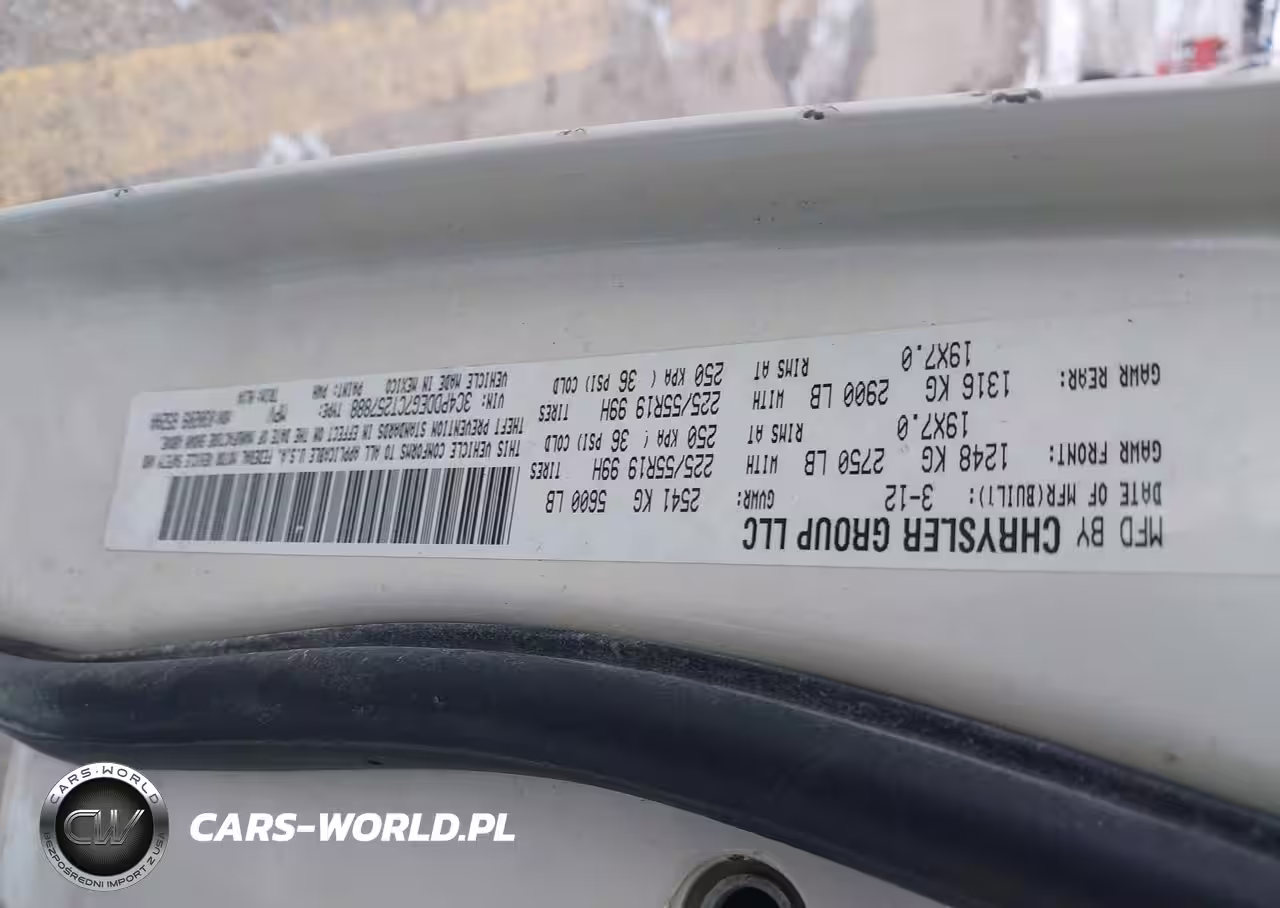 MFD BY CHRYSLER GROUP LLC
DATE OF MFR(BUILT): 3-12 GVWR: 2541 KG 5600 LB
GAWR FRONT: 1248 KG 2750 LB WITH 225/55R19 99H TIRES
19X7.0 RIMS AT 250 KPA ( 36 PSI) COLD
GAWR REAR: 1316 KG 2900 LB WITH 225/55R19 99H TIRES
19X7.0 RIMS AT 250 KPA ( 36 PSI) COLD
THIS VEHICLE CONFORMS TO ALL APPLICABLE U.S.A. FEDERAL MOTOR VEHICLE SAFETY AND
THEFT PREVENTION STANDARDS IN EFFECT ON THE DATE OF MANUFACTURE SHOWN ABOVE.
VIN: 3C4PDDEG7CT257888 TYPE: MPV
VEHICLE MADE IN MEXICO PAINT: TRIM:
CARS-WORLD
CW
BEZPOŚREDNI IMPORT Z USA
CARS-WORLD.PL